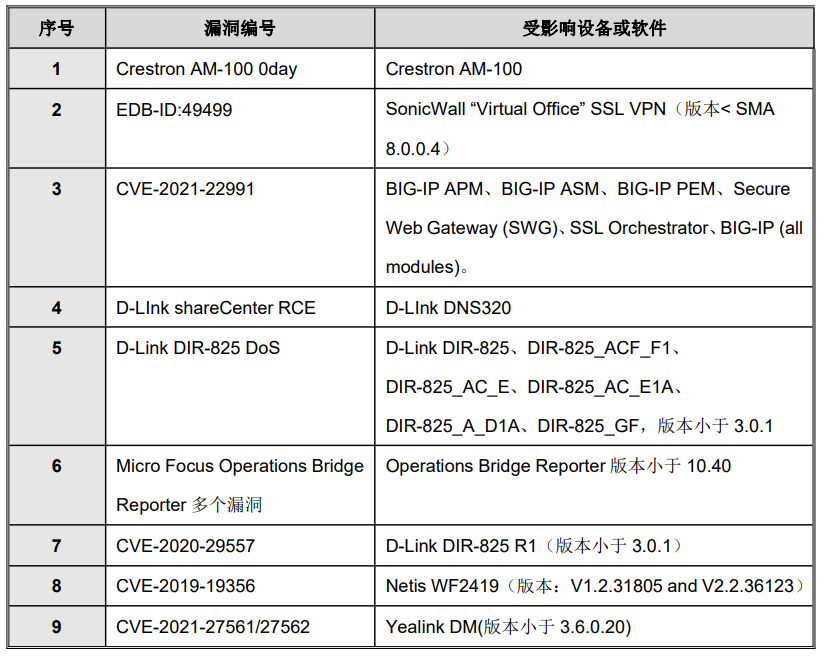 序号 漏洞编号 受影响设备或软件
1 Crestron AM-100 0day Crestron AM-100
2 EDB-ID:49499 SonicWall “Virtual Office” SSL VPN（版本< SMA
8.0.0.4）
3 CVE-2021-22991 BIG-IP APM、BIG-IP ASM、BIG-IP PEM、Secure
Web Gateway (SWG)、SSL Orchestrator、BIG-IP (all
modules)。
4 D-LInk shareCenter RCE D-LInk DNS320
5 D-Link DIR-825 DoS D-Link DIR-825、DIR-825_ACF_F1、
DIR-825_AC_E、DIR-825_AC_E1A、
DIR-825_A_D1A、DIR-825_GF，版本小于 3.0.1
6 Micro Focus Operations Bridge Operations Bridge Reporter 版本小于 10.40
Reporter 多个漏洞
7 CVE-2020-29557 D-Link DIR-825 R1（版本小于 3.0.1）
8 CVE-2019-19356 Netis WF2419（版本：V1.2.31805 and V2.2.36123）
9 CVE-2021-27561/27562 Yealink DM(版本小于 3.6.0.20)